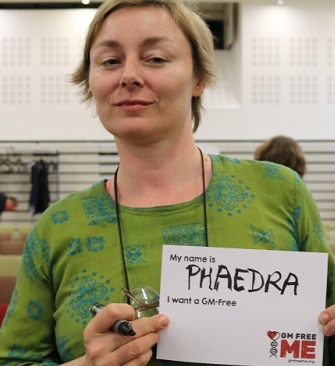 My name is
PHAEDRA
I want a GM-Free
GM FREE
ME